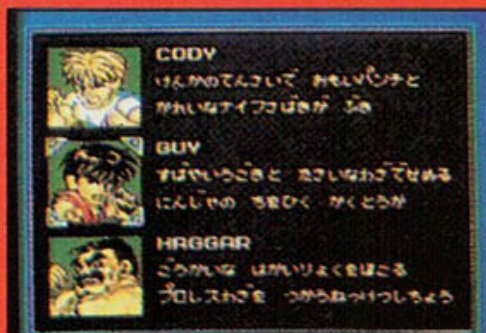 CODY
けんかのてんさいで おもいパンチと
かれいなナイフさばきが ぶき
GUY
すばやいうごきと たさいなわざでせめる
にんじゃの ちをひく かくとうか
HAGGAR
ごうかいな はかいりょくをほこる
プロレスわざを つかうねっけつしちょう